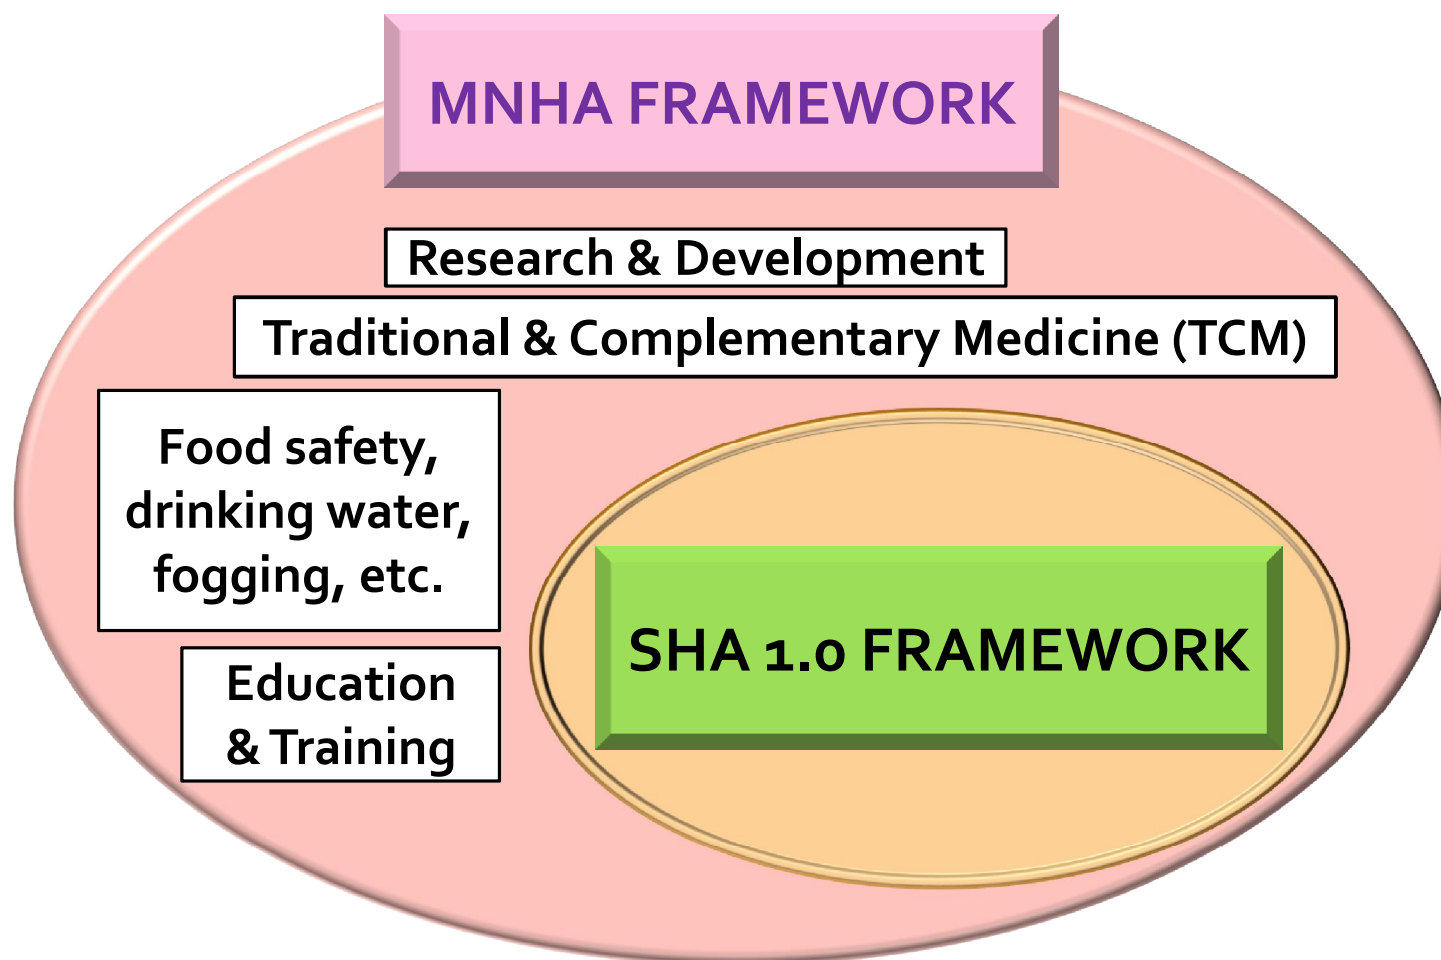 MNHA FRAMEWORK
Research & Development
Traditional & Complementary Medicine (TCM)
Food safety,
drinking water,
fogging, etc.
Education
& Training
SHA 1.0 FRAMEWORK